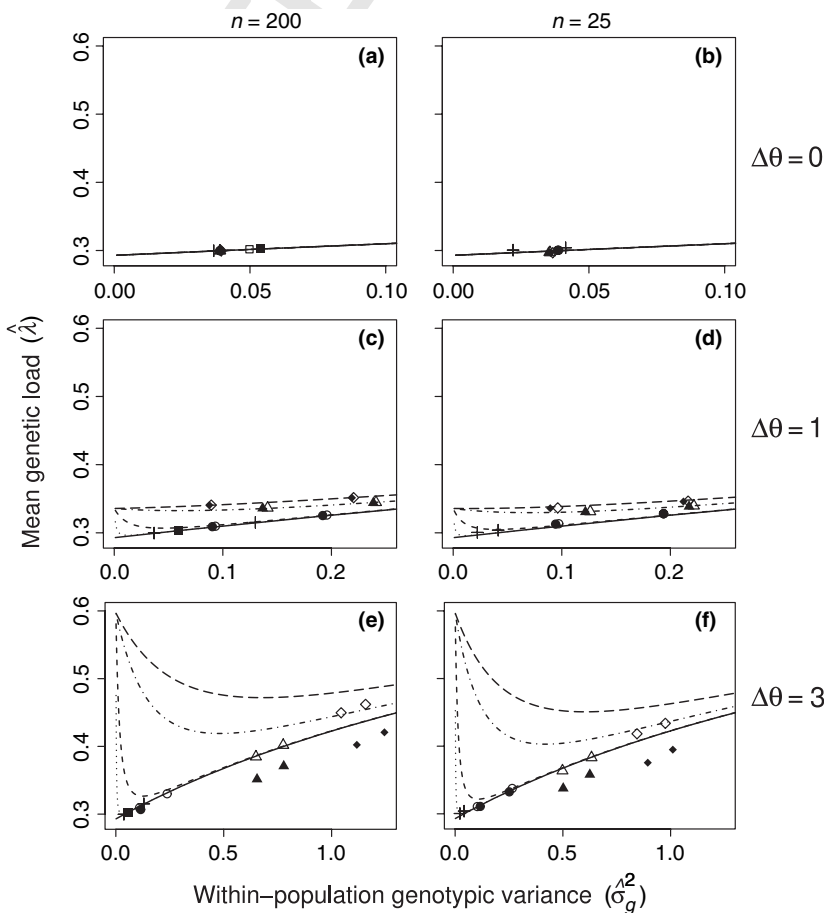 n = 200
n = 25
(a)
(b)
0.6
0.5
0.4
0.3
0.00
0.05
0.10
0.00
0.05
0.10
Δθ = 0
(c)
(d)
0.6
0.5
0.4
0.3
0.0
0.1
0.2
0.0
0.1
0.2
Δθ = 1
(e)
(f)
0.6
0.5
0.4
0.3
0.0
0.5
1.0
0.0
0.5
1.0
Δθ = 3
Mean genetic load (λ̂)
Within–population genotypic variance (σ̂²g)